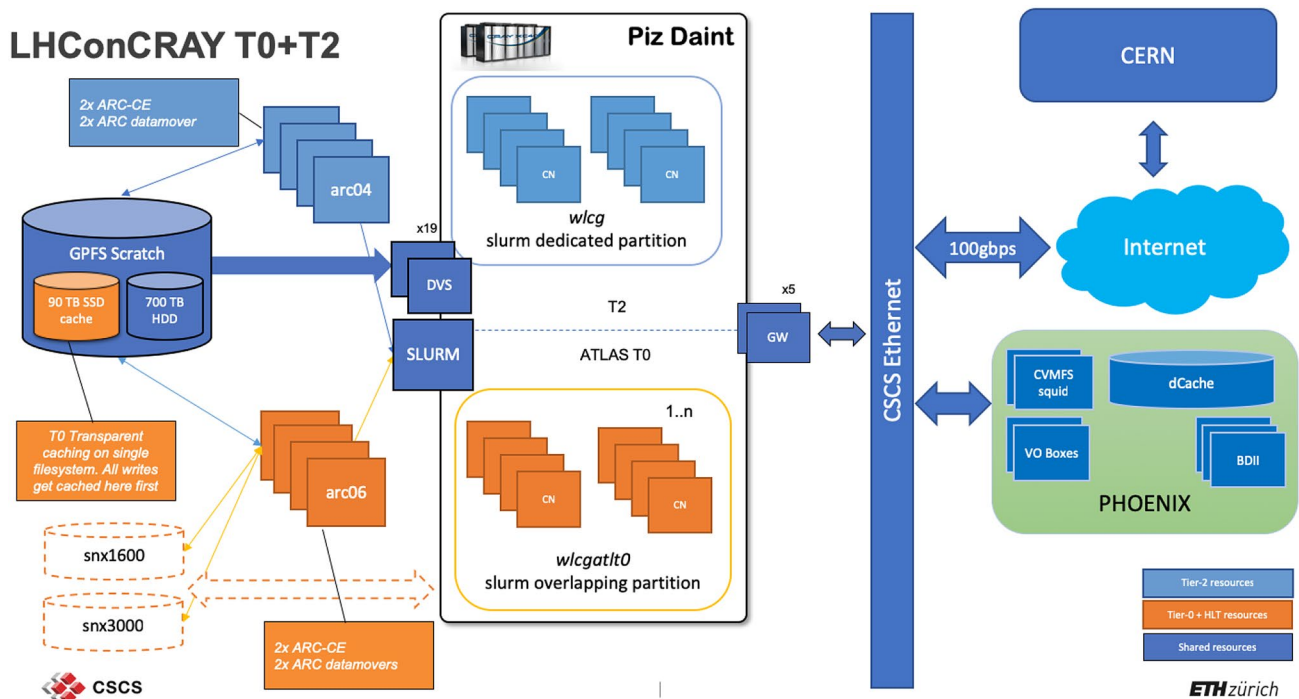 LHConCRAY T0+T2
2x ARC-CE
2x ARC datamover
arc04
GPFS Scratch
90 TB SSD
cache
700 TB
HDD
T0 Transparent
caching on single
filesystem. All writes
get cached here first
arc06
snx1600
snx3000
2x ARC-CE
2x ARC datamovers
CSCS
Piz Daint
CN
CN
wlcg
slurm dedicated partition
x19
DVS
SLURM
T2
ATLAS T0
x5
GW
1..n
CN
CN
wlcgatlt0
slurm overlapping partition
CSCS Ethernet
CERN
100gbps
Internet
CVMFS
squid
dCache
VO Boxes
BDII
PHOENIX
Tier-2 resources
Tier-0 + HLT resources
Shared resources
ETH zürich